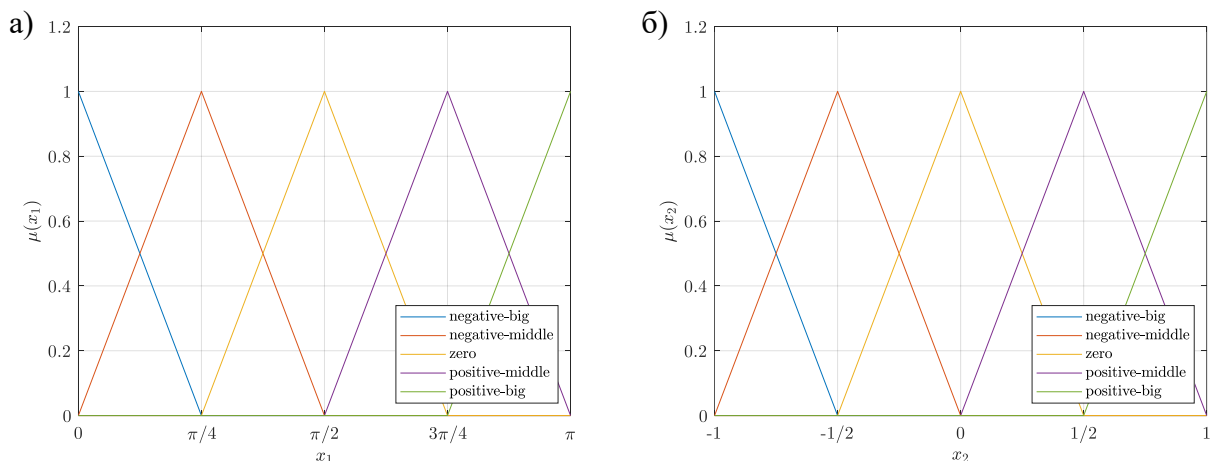 а)
1.2
1
0.8
0.6
0.4
0.2
0
μ(x₁)
0 π/4 π/2 3π/4 π
x₁
negative-big
negative-middle
zero
positive-middle
positive-big
б)
1.2
1
0.8
0.6
0.4
0.2
0
μ(x₂)
-1 -1/2 0 1/2 1
x₂
negative-big
negative-middle
zero
positive-middle
positive-big